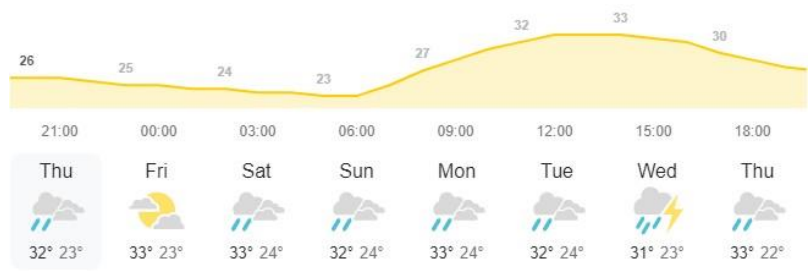 26 25 24 23 27 32 33 30
21:00 00:00 03:00 06:00 09:00 12:00 15:00 18:00
Thu Fri Sat Sun Mon Tue Wed Thu
32° 23° 33° 23° 33° 24° 32° 24° 33° 24° 32° 24° 31° 23° 33° 22°